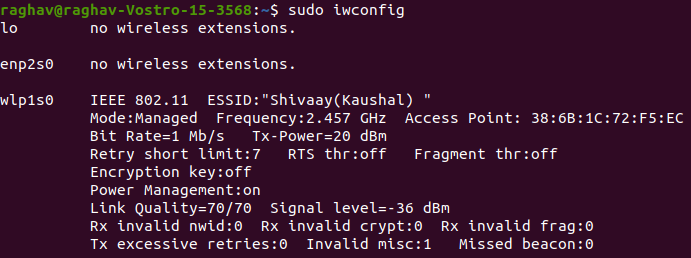 raghav@raghav-Vostro-15-3568:~$ sudo iwconfig
lo        no wireless extensions.
enp2s0    no wireless extensions.
wlp1s0    IEEE 802.11  ESSID:"Shivaay(Kaushal) "
          Mode:Managed  Frequency:2.457 GHz  Access Point: 38:6B:1C:72:F5:EC
          Bit Rate=1 Mb/s   Tx-Power=20 dBm
          Retry short limit:7   RTS thr:off   Fragment thr:off
          Encryption key:off
          Power Management:on
          Link Quality=70/70  Signal level=-36 dBm
          Rx invalid nwid:0  Rx invalid crypt:0  Rx invalid frag:0
          Tx excessive retries:0  Invalid misc:1   Missed beacon:0